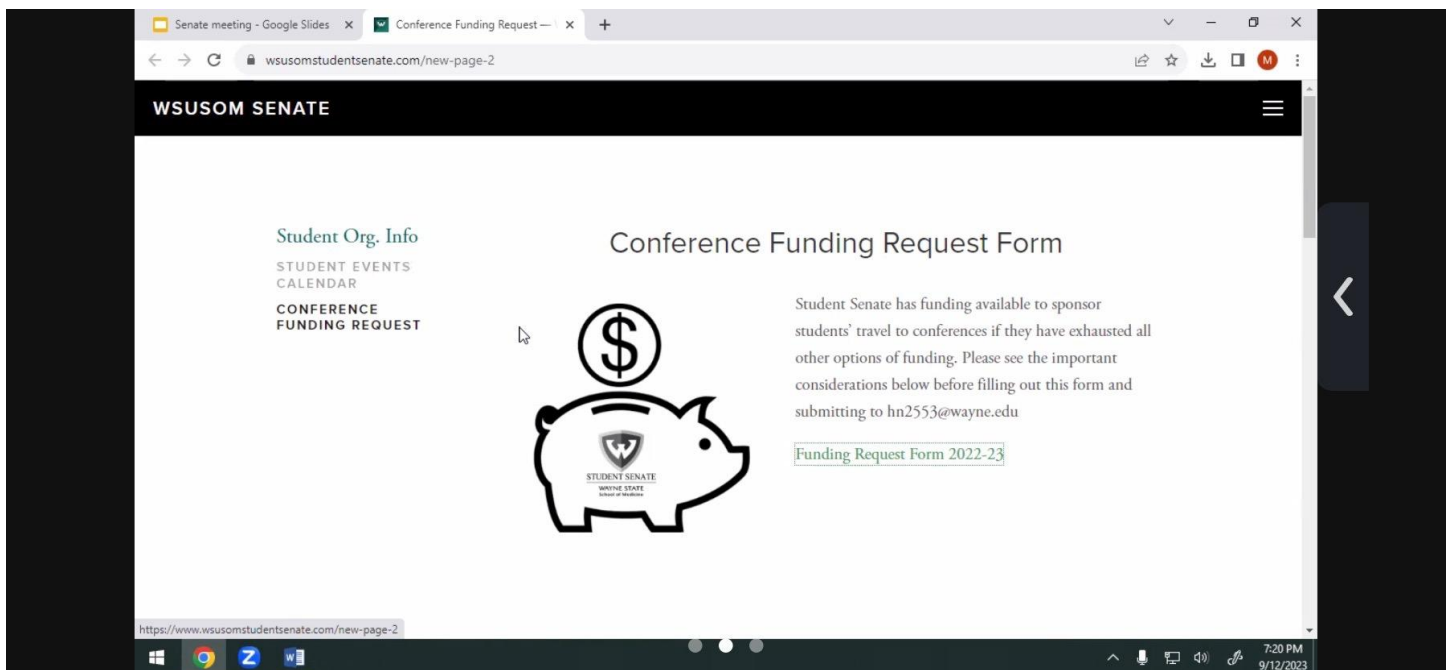 Senate meeting - Google Slides
Conference Funding Request —
wsusomstudentsenate.com/new-page-2
M
WSUSOM SENATE
Student Org. Info
STUDENT EVENTS
CALENDAR
CONFERENCE
FUNDING REQUEST
Conference Funding Request Form
Student Senate has funding available to sponsor
students' travel to conferences if they have exhausted all
other options of funding. Please see the important
considerations below before filling out this form and
submitting to hn2553@wayne.edu
Funding Request Form 2022-23
$
W
STUDENT SENATE
WAYNE STATE
School of Medicine
https://www.wsusomstudentsenate.com/new-page-2
Z
W
7:20 PM
9/12/2023